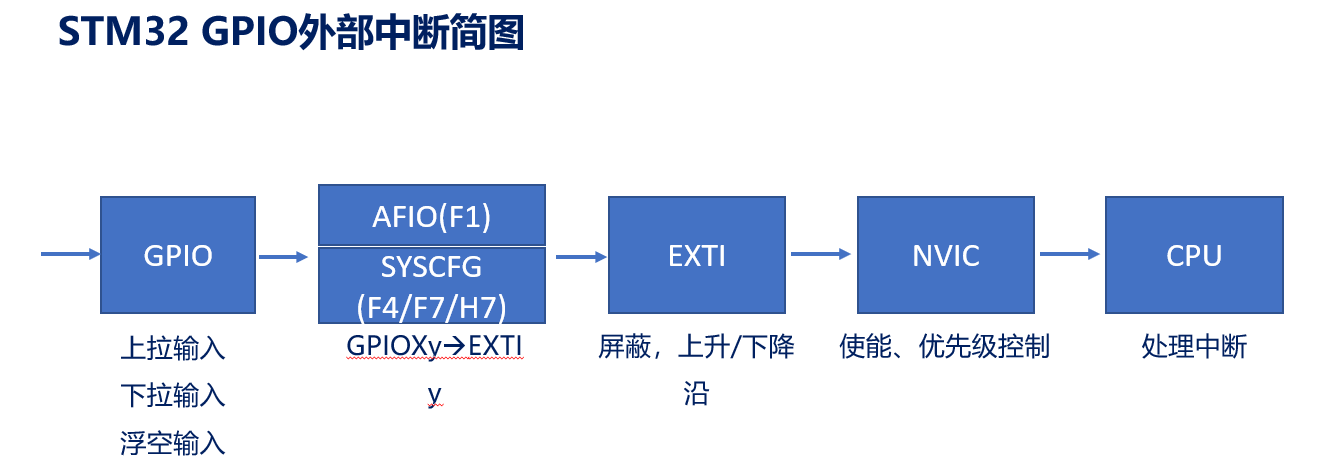 STM32 GPIO外部中断简图
GPIO
AFIO(F1)
SYSCFG
(F4/F7/H7)
EXTI
NVIC
CPU
上拉输入
下拉输入
浮空输入
GPIOXy→EXTI
y
屏蔽，上升/下降
沿
使能、优先级控制
处理中断